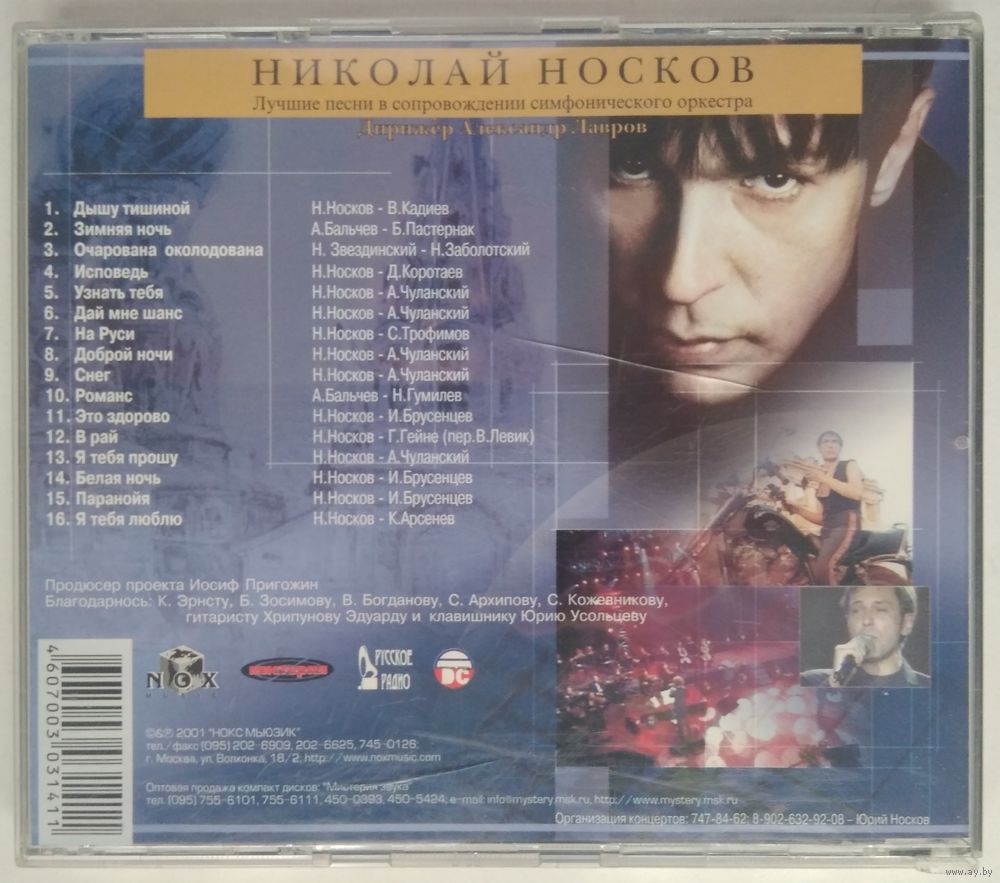 НИКОЛАЙ НОСКОВ
Лучшие песни в сопровождении симфонического оркестра
Дирижёр Александр Лавров
1. Дышу тишиной Н.Носков - В.Кадиев
2. Зимняя ночь А.Бальчев - Б.Пастернак
3. Очарована околодована Н. Звездинский - Н.Заболотский
4. Исповедь Н.Носков - Д.Коротаев
5. Узнать тебя Н.Носков - А.Чуланский
6. Дай мне шанс Н.Носков - А.Чуланский
7. На Руси Н.Носков - С.Трофимов
8. Доброй ночи Н.Носков - А.Чуланский
9. Снег Н.Носков - А.Чуланский
10. Романс А.Бальчев - Н.Гумилев
11. Это здорово Н.Носков - И.Брусенцев
12. В рай Н.Носков - Г.Гейне (пер.В.Левик)
13. Я тебя прошу Н.Носков - А.Чуланский
14. Белая ночь Н.Носков - И.Брусенцев
15. Паранойя Н.Носков - И.Брусенцев
16. Я тебя люблю Н.Носков - К.Арсенев
Продюсер проекта Иосиф Пригожин
Благодарнось: К. Эрнсту, Б. Зосимову, В. Богданову, С. Архипову, С. Кожевникову,
гитаристу Хрипунову Эдуарду и клавишнику Юрию Усольцеву
4607003031411
NOX
MUSIC
МИСТЕРИЯ
РУССКОЕ
РАДИО
DC
©&℗ 2001 "НОКС МЬЮЗИК"
тел./факс (095) 202-6909, 202-6625, 745-0126;
г. Москва, ул. Волхонка, 18/2, http://www.noxmusic.com
Оптовая продажа компакт дисков: "Мистерия звука"
тел. (095) 755-6101, 755-6111, 450-0393, 450-5424, e-mail: info@mystery.msk.ru, http://www.mystery.msk.ru
Организация концертов: 747-84-62; 8-902-632-92-08 – Юрий Носков
www.ay.by